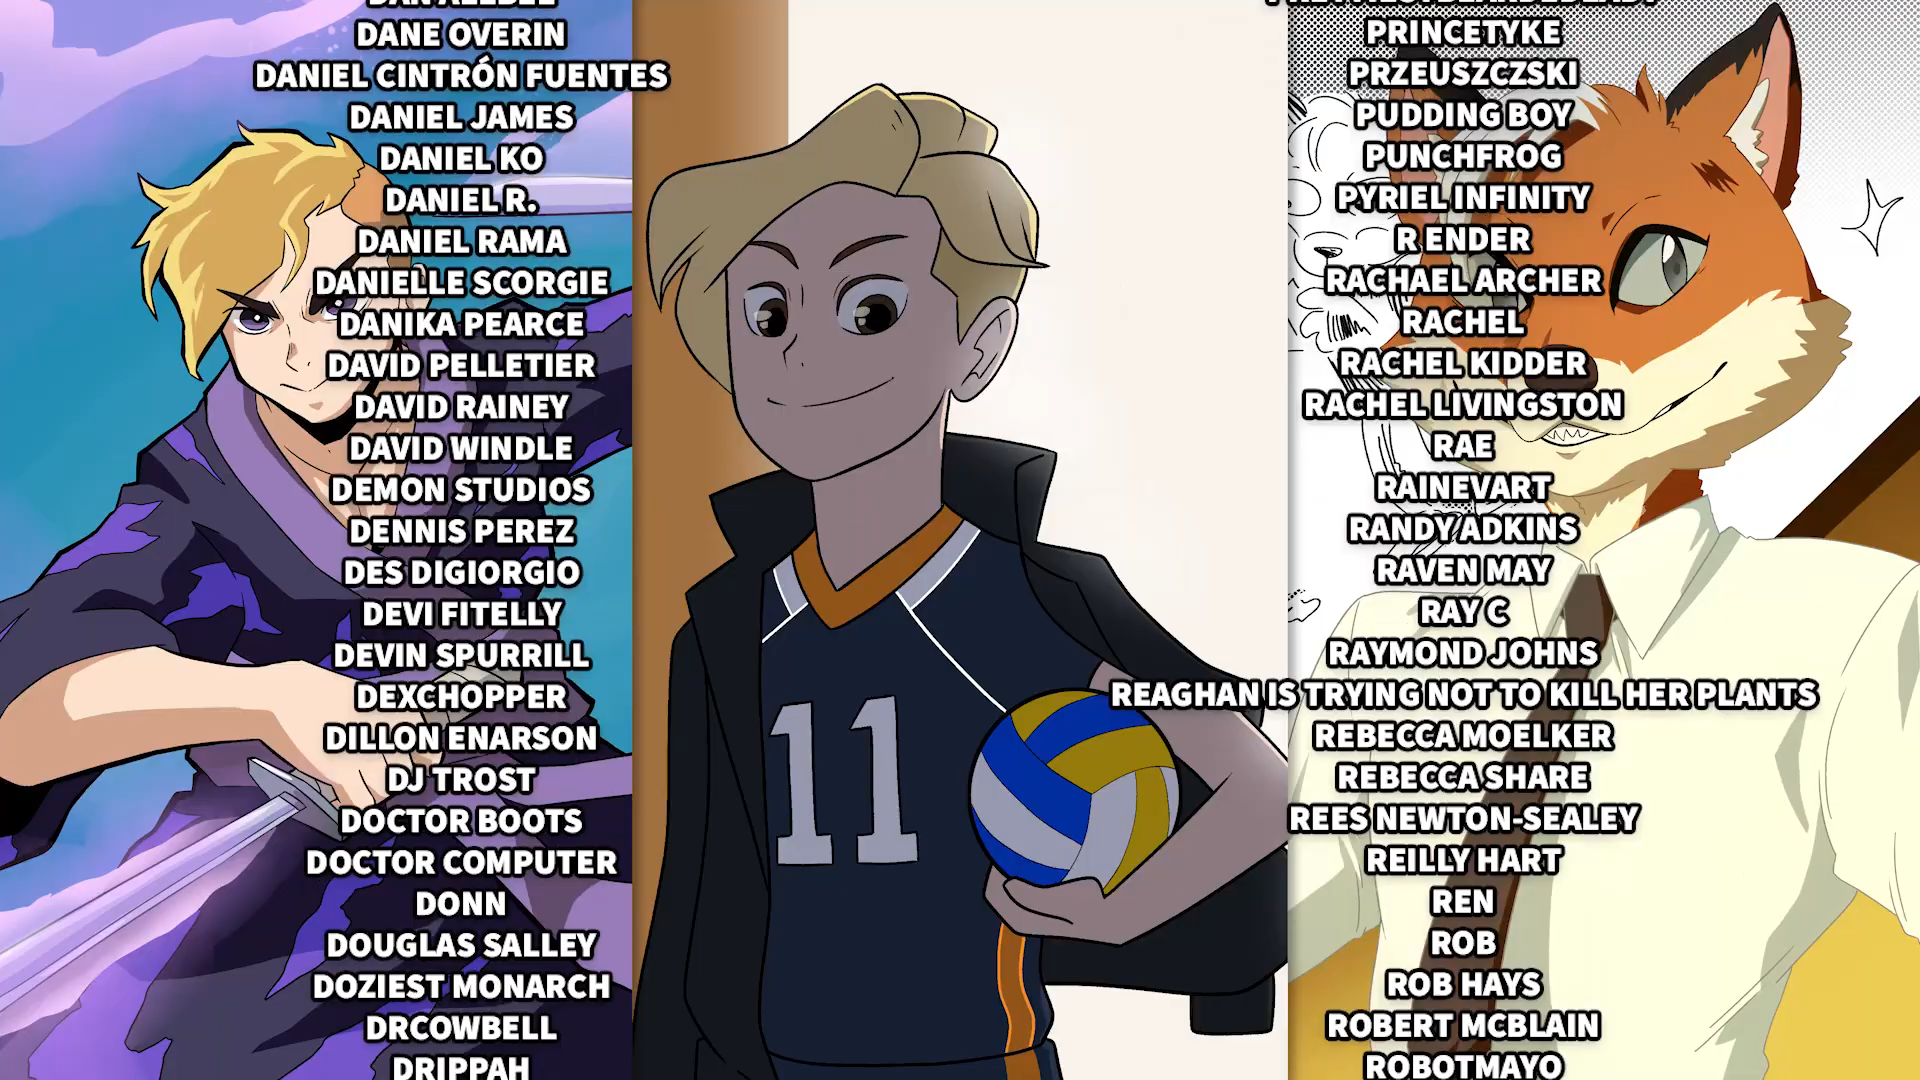 DANE OVERIN
DANIEL CINTRÓN FUENTES
DANIEL JAMES
DANIEL KO
DANIEL R.
DANIEL RAMA
DANIELLE SCORGIE
DANIKA PEARCE
DAVID PELLETIER
DAVID RAINEY
DAVID WINDLE
DEMON STUDIOS
DENNIS PEREZ
DES DIGIORGIO
DEVI FITELLY
DEVIN SPURRILL
DEXCHOPPER
DILLON ENARSON
DJ TROST
DOCTOR BOOTS
DOCTOR COMPUTER
DONN
DOUGLAS SALLEY
DOZIEST MONARCH
DRCOWBELL
DRIPPAH
11
PRINCETYKE
PRZEUSZCZSKI
PUDDING BOY
PUNCHFROG
PYRIEL INFINITY
R ENDER
RACHAEL ARCHER
RACHEL
RACHEL KIDDER
RACHEL LIVINGSTON
RAE
RAINEVART
RANDY ADKINS
RAVEN MAY
RAY C
RAYMOND JOHNS
REAGHAN IS TRYING NOT TO KILL HER PLANTS
REBECCA MOELKER
REBECCA SHARE
REES NEWTON-SEALEY
REILLY HART
REN
ROB
ROB HAYS
ROBERT MCBLAIN
ROBOTMAYO